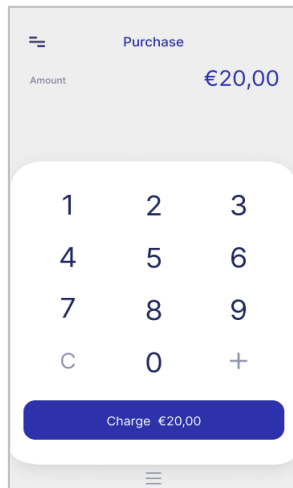 Purchase
Amount €20,00
1 2 3
4 5 6
7 8 9
C 0 +
Charge €20,00